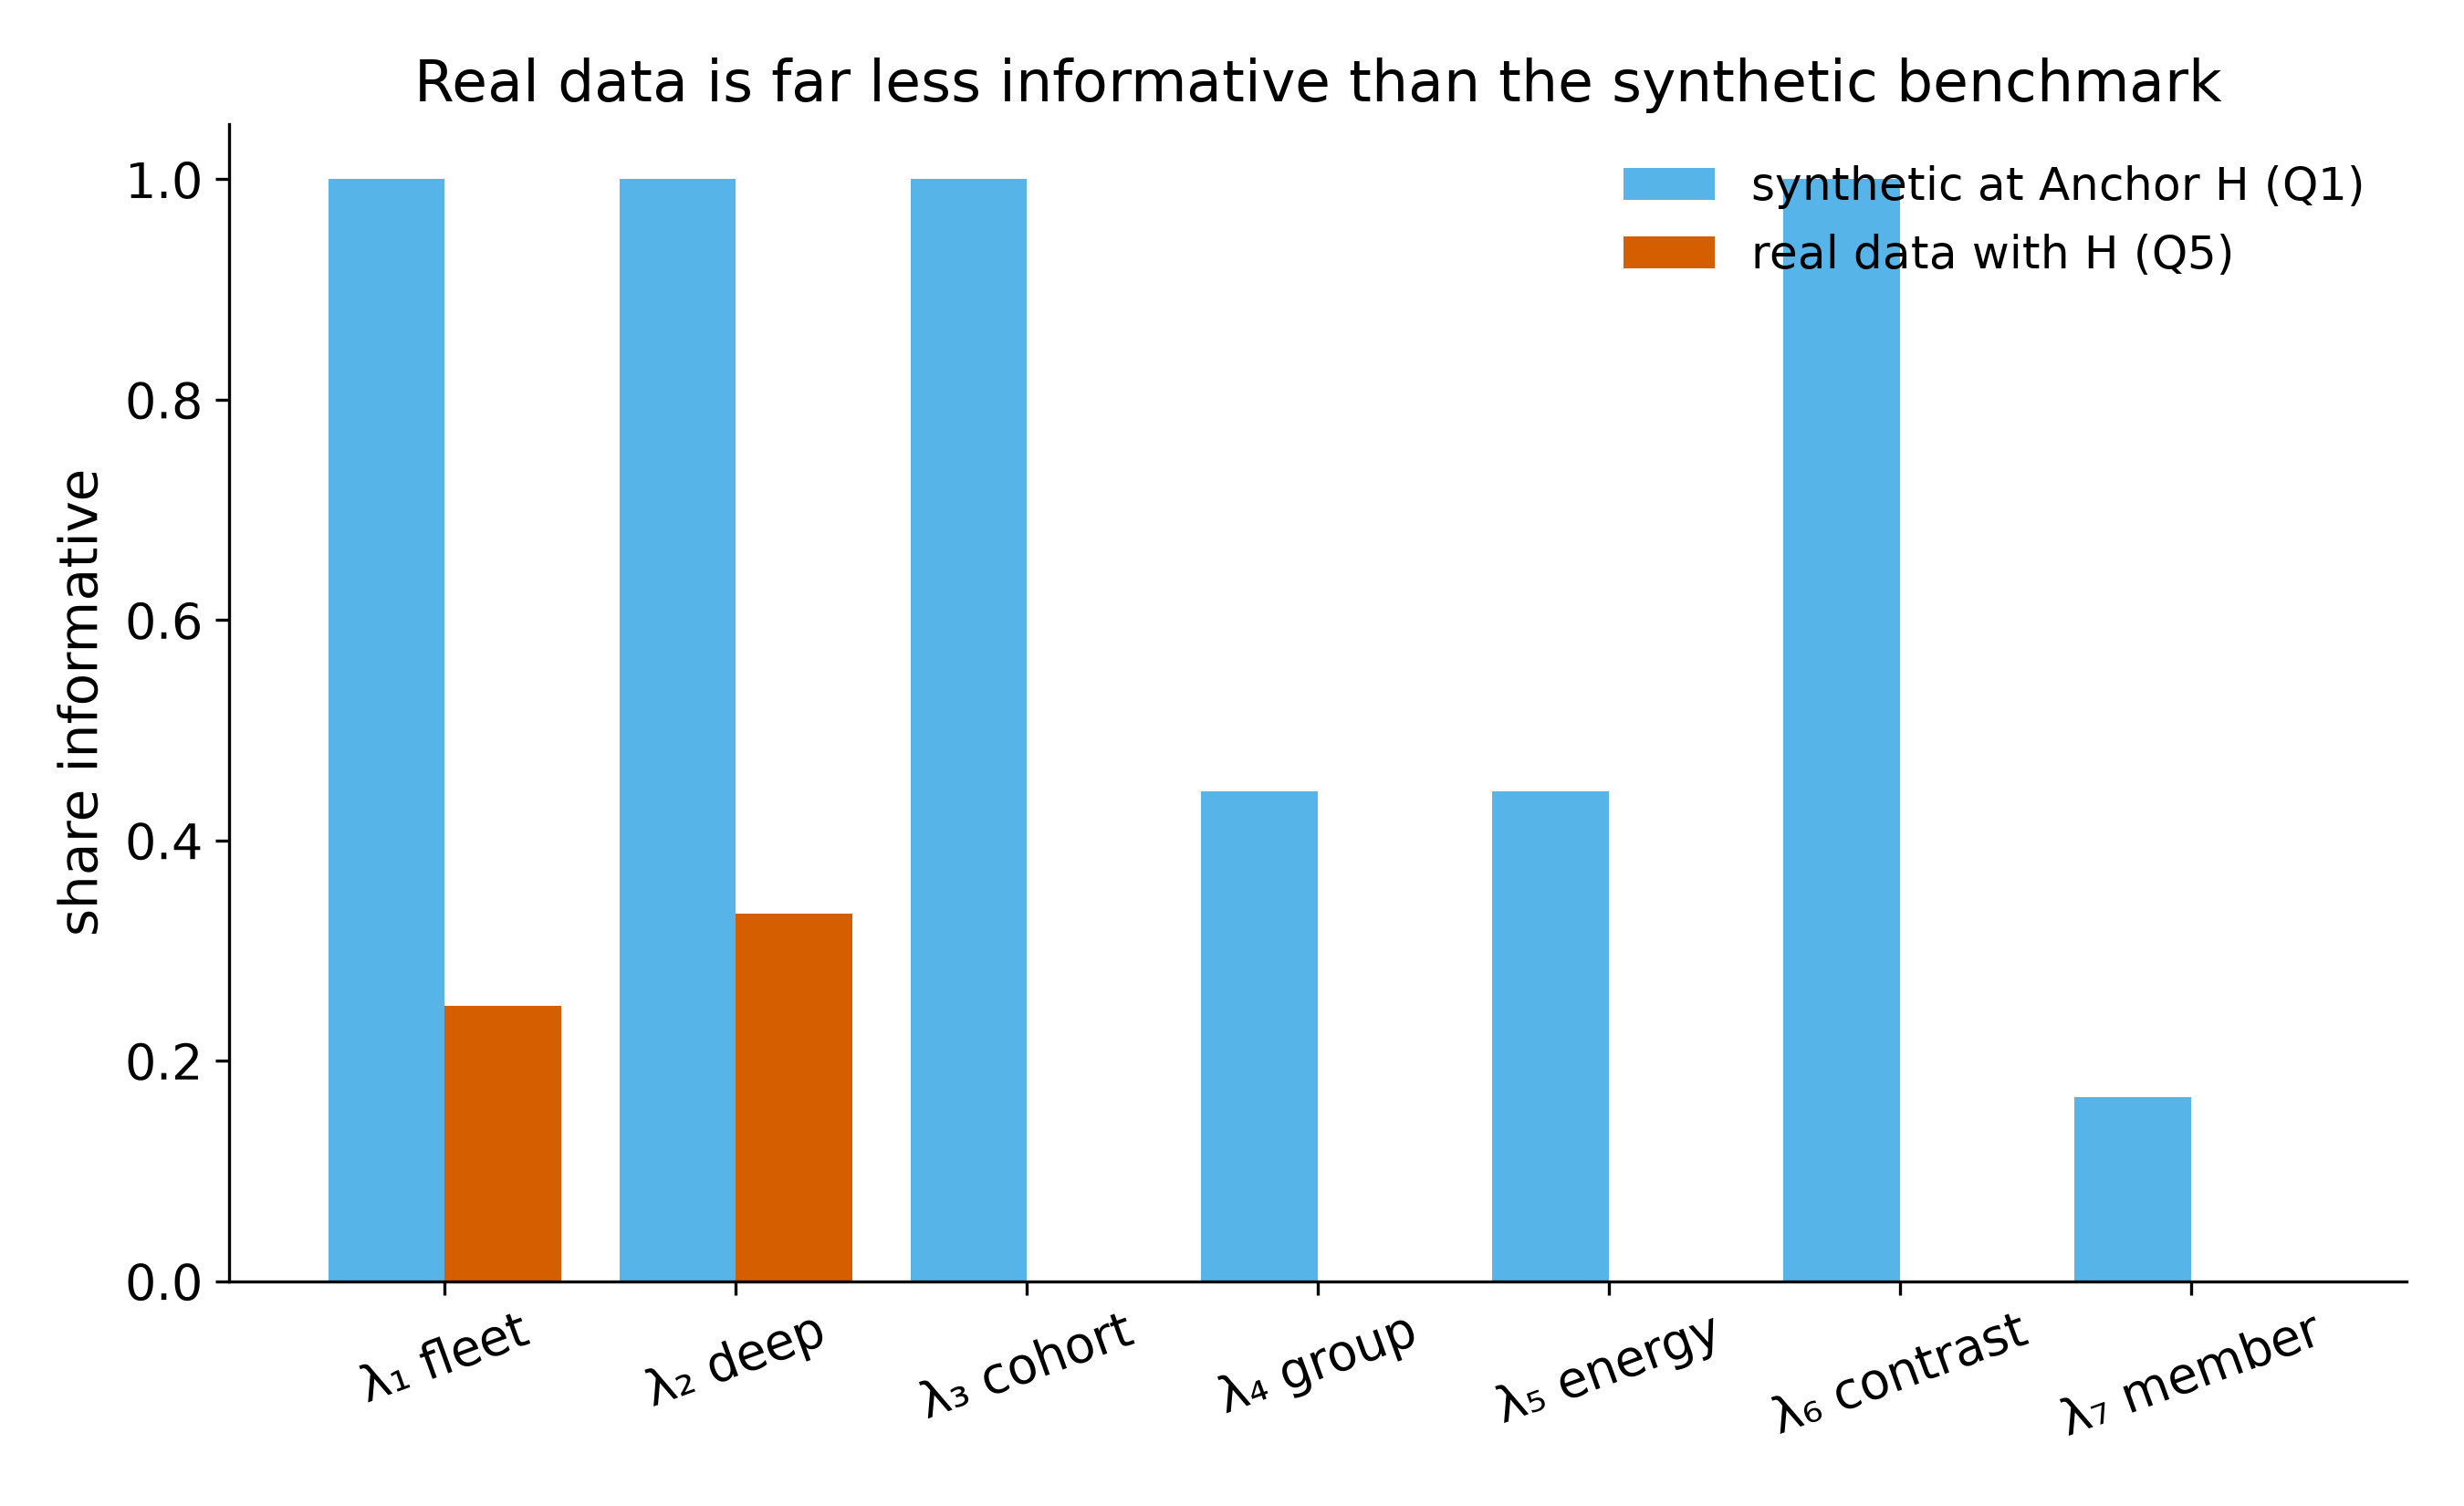 Real data is far less informative than the synthetic benchmark
synthetic at Anchor H (Q1)
real data with H (Q5)
share informative
1.0
0.8
0.6
0.4
0.2
0.0
λ₁ fleet
λ₂ deep
λ₃ cohort
λ₄ group
λ₅ energy
λ₆ contrast
λ₇ member